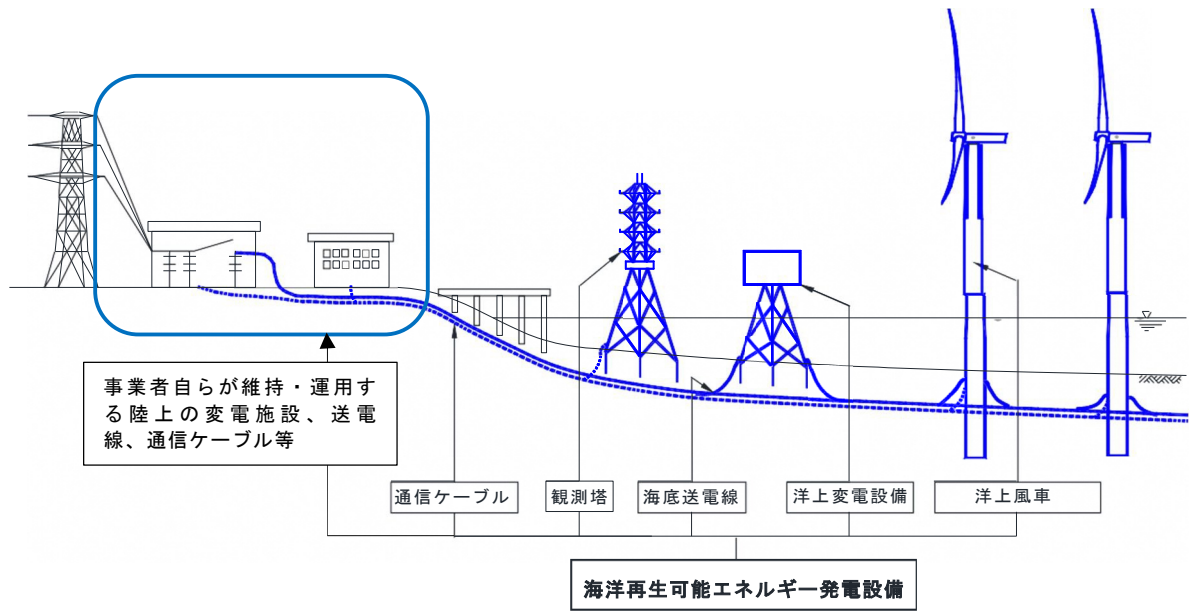 事業者自らが維持・運用す
る陸上の変電施設、送電
線、通信ケーブル等
通信ケーブル
観測塔
海底送電線
洋上変電設備
洋上風車
海洋再生可能エネルギー発電設備